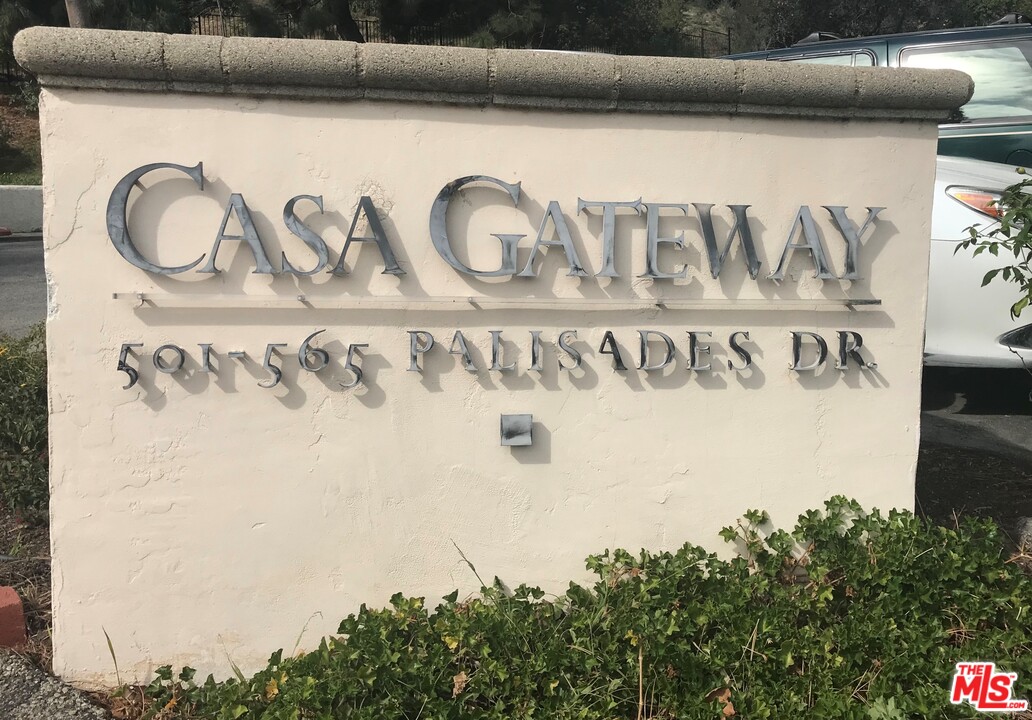 CASA GATEWAY
501-565 PALISADES DR.
THE MLS .COM